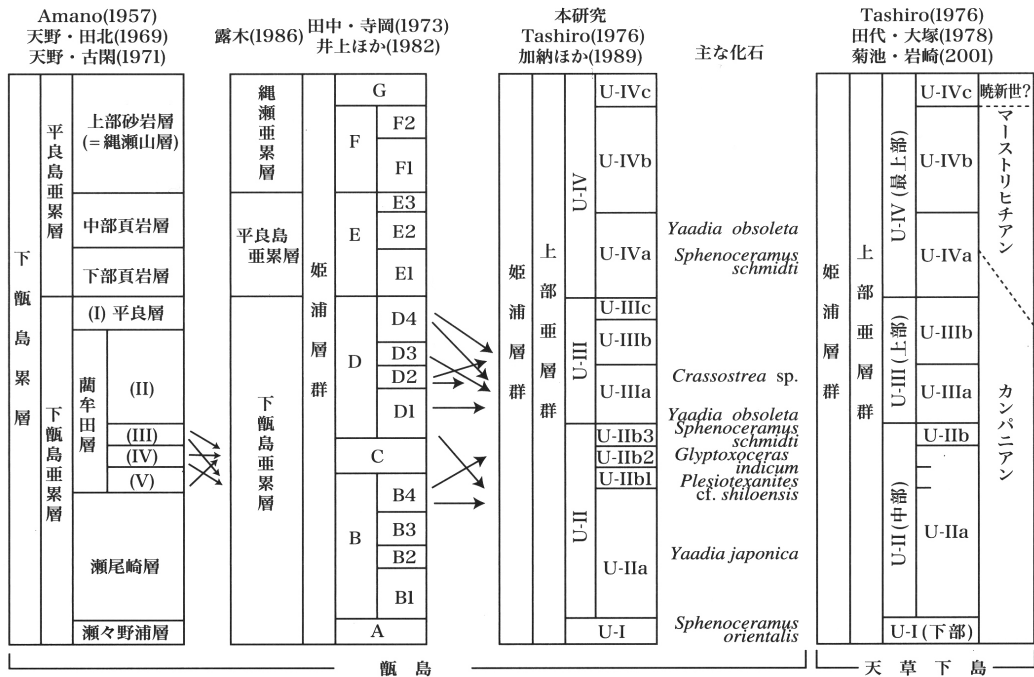 Amano(1957)
天野・田北(1969)
天野・古閑(1971)
露木(1986)
田中・寺岡(1973)
井上ほか(1982)
本研究
Tashiro(1976)
加納ほか(1989)
主な化石
Tashiro(1976)
田代・大塚(1978)
菊池・岩崎(2001)
下甑島累層
平良島亜累層
上部砂岩層
(=縄瀬山層)
中部頁岩層
下部頁岩層
下甑島亜累層
(I) 平良層
藺牟田層
(II)
(III)
(IV)
(V)
瀬尾崎層
瀬々野浦層
縄瀬亜累層
平良島
亜累層
下甑島亜累層
姫浦層群
G
F
F2
F1
E
E3
E2
E1
D
D4
D3
D2
D1
C
B
B4
B3
B2
B1
A
姫浦層群
上部亜層群
U-IV
U-IVc
U-IVb
U-IVa
U-III
U-IIIc
U-IIIb
U-IIIa
U-II
U-IIb3
U-IIb2
U-IIb1
U-IIa
U-I
Yaadia obsoleta
Sphenoceramus
schmidti
Crassostrea sp.
Yaadia obsoleta
Sphenoceramus
schmidti
Glyptoxoceras
indicum
Plesiotexanites
cf. shiloensis
Yaadia japonica
Sphenoceramus
orientalis
姫浦層群
上部亜層群
U-IV (最上部)
U-IVc
U-IVb
U-IVa
U-III (上部)
U-IIIb
U-IIIa
U-II (中部)
U-IIb
U-IIa
U-I (下部)
暁新世?
マーストリヒチアン
カンパニアン
甑島
天草下島